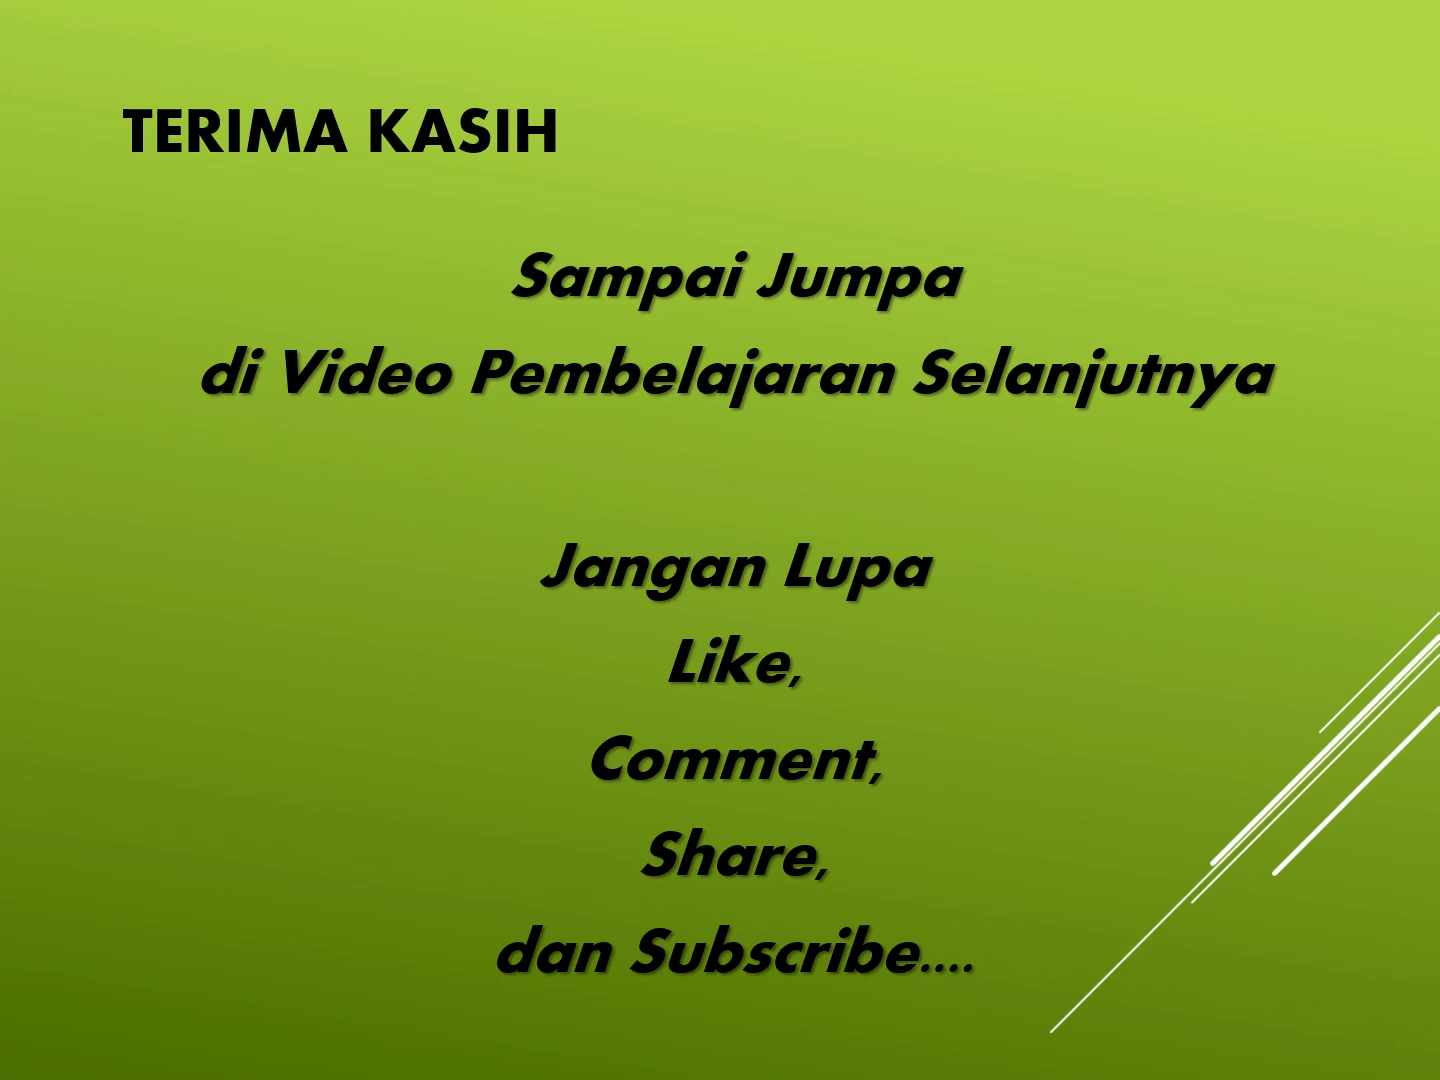 TERIMA KASIH
Sampai Jumpa
di Video Pembelajaran Selanjutnya
Jangan Lupa
Like,
Comment,
Share,
dan Subscribe....